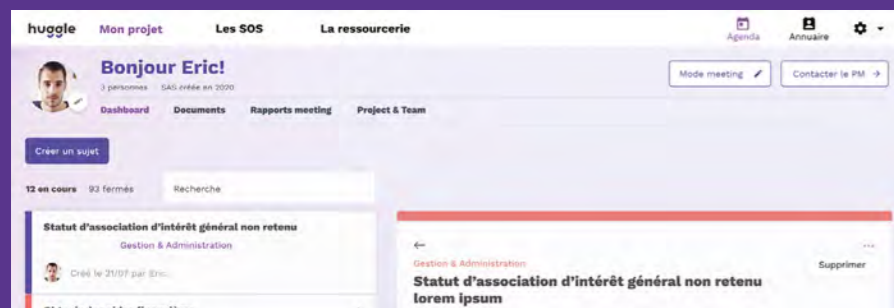 huggle Mon projet Les SOS La ressourcerie Agenda Annuaire
Bonjour Eric!
3 personnes SAS créée en 2020
Mode meeting Contacter le PM →
Dashboard Documents Rapports meeting Project & Team
Créer un sujet
12 en cours 93 fermés Recherche
Statut d'association d'intérêt général non retenu
Gestion & Administration
Créé le 21/07 par Eric
←
...
Gestion & Administration
Supprimer
Statut d'association d'intérêt général non retenu
lorem ipsum